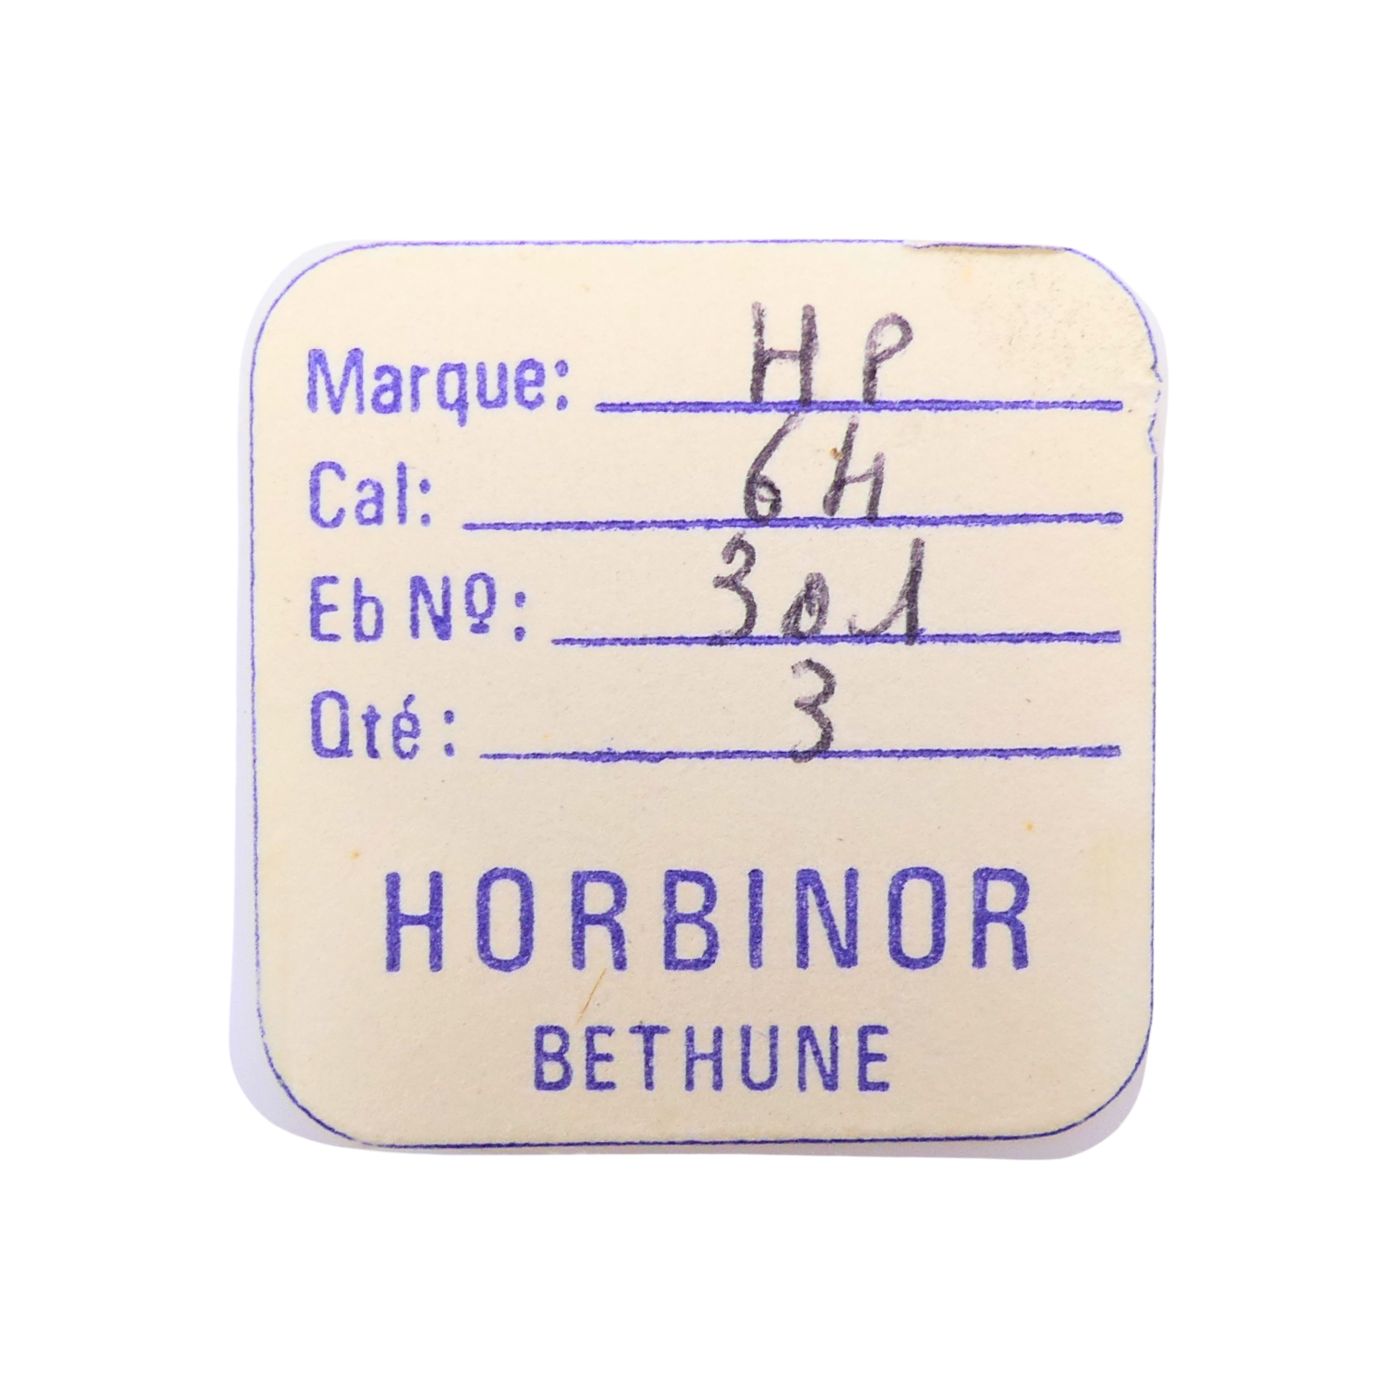 Marque: HP
Cal: 64
Eb Nº: 301
Qté: 3
HORBINOR
BETHUNE